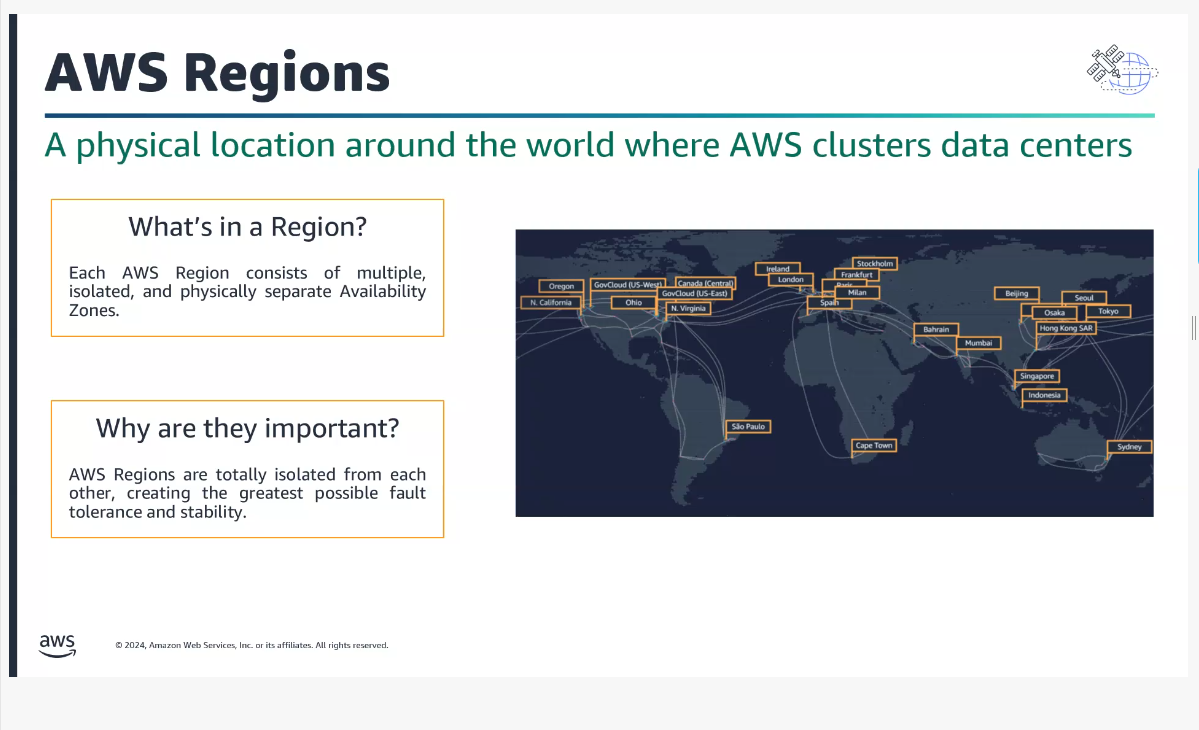 AWS Regions
A physical location around the world where AWS clusters data centers
What's in a Region?
Each AWS Region consists of multiple,
isolated, and physically separate Availability
Zones.
Why are they important?
AWS Regions are totally isolated from each
other, creating the greatest possible fault
tolerance and stability.
Oregon
N. California
GovCloud (US-West)
Canada (Central)
GovCloud (US-East)
Ohio
N. Virginia
São Paulo
Ireland
London
Stockholm
Frankfurt
Paris
Milan
Spain
Cape Town
Bahrain
Mumbai
Beijing
Seoul
Osaka
Tokyo
Hong Kong SAR
Singapore
Indonesia
Sydney
aws
© 2024, Amazon Web Services, Inc. or its affiliates. All rights reserved.